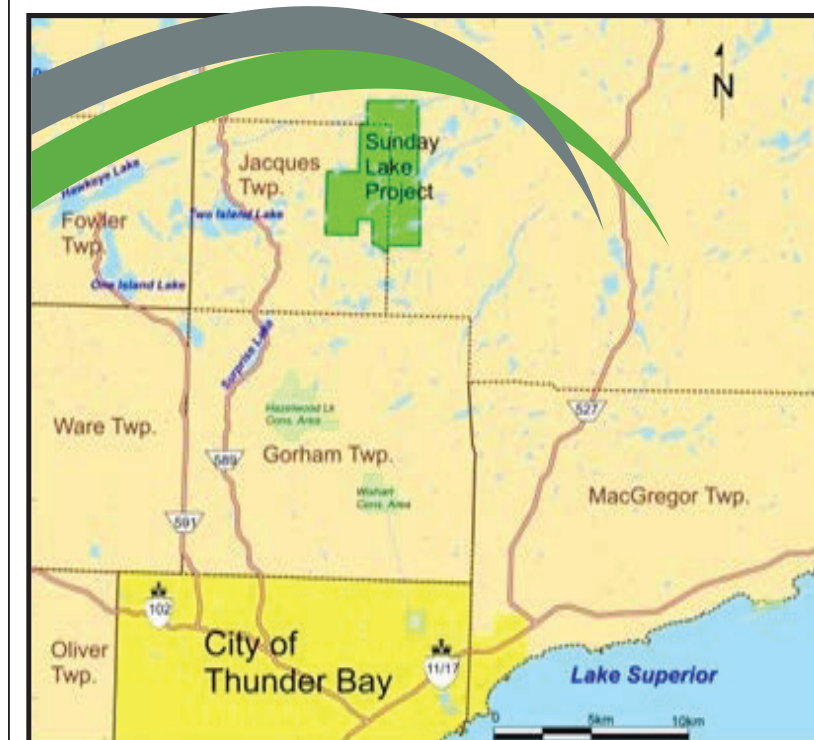 N
Sunday
Lake
Project
Jacques
Twp.
Hawkeye Lake
Fowler
Twp.
Two Island Lake
One Island Lake
Surprise Lake
Hazelwood Lk
Cons. Area
527
Ware Twp.
589
Gorham Twp.
Wishart
Cons. Area
MacGregor Twp.
591
102
Oliver
Twp.
City of
Thunder Bay
11/17
Lake Superior
0
5km
10km